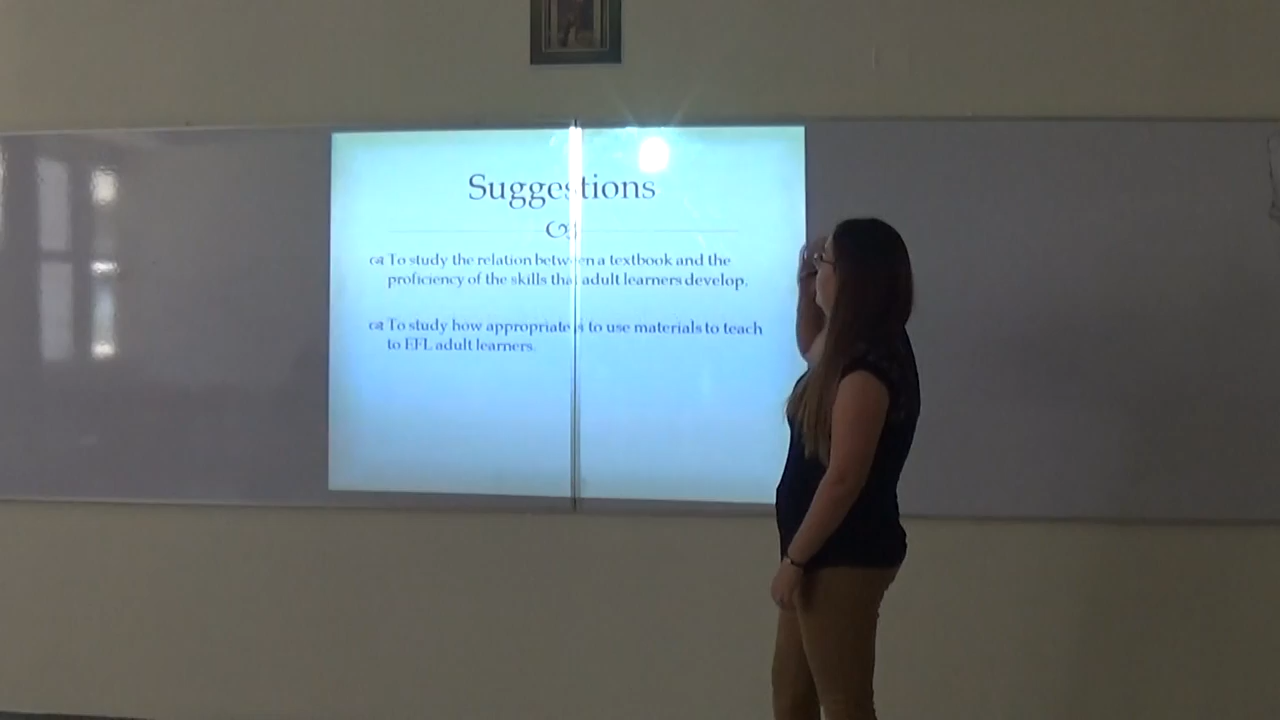 Suggestions
To study the relation between a textbook and the
proficiency of the skills that adult learners develop.
To study how appropriate is to use materials to teach
to EFL adult learners.